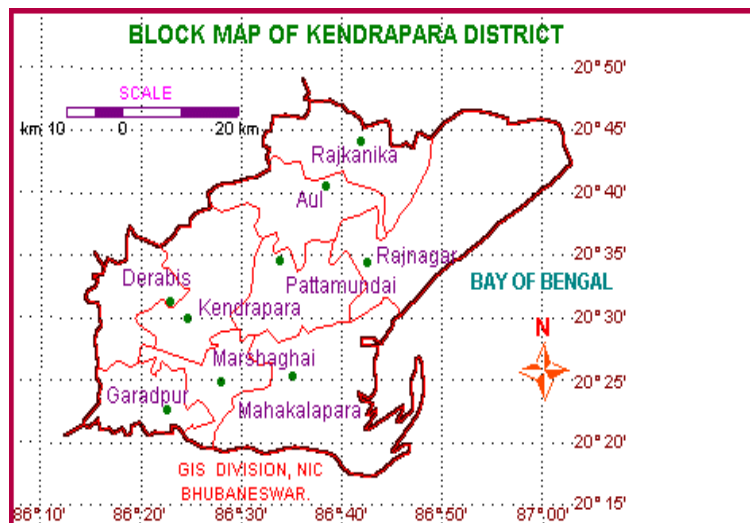 BLOCK MAP OF KENDRAPARA DISTRICT
20°50'
SCALE
km 10 0 20 km
20°45'
Rajkanika
20°40'
Aul
20°35'
Rajnagar
Derabis
Pattamundai
BAY OF BENGAL
Kendrapara
20°30'
N
Marshaghai
20°25'
Garadpur
Mahakalapara
20°20'
GIS DIVISION, NIC
BHUBANESWAR.
20°15'
86°10' 86°20' 86°30' 86°40' 86°50' 87°00'